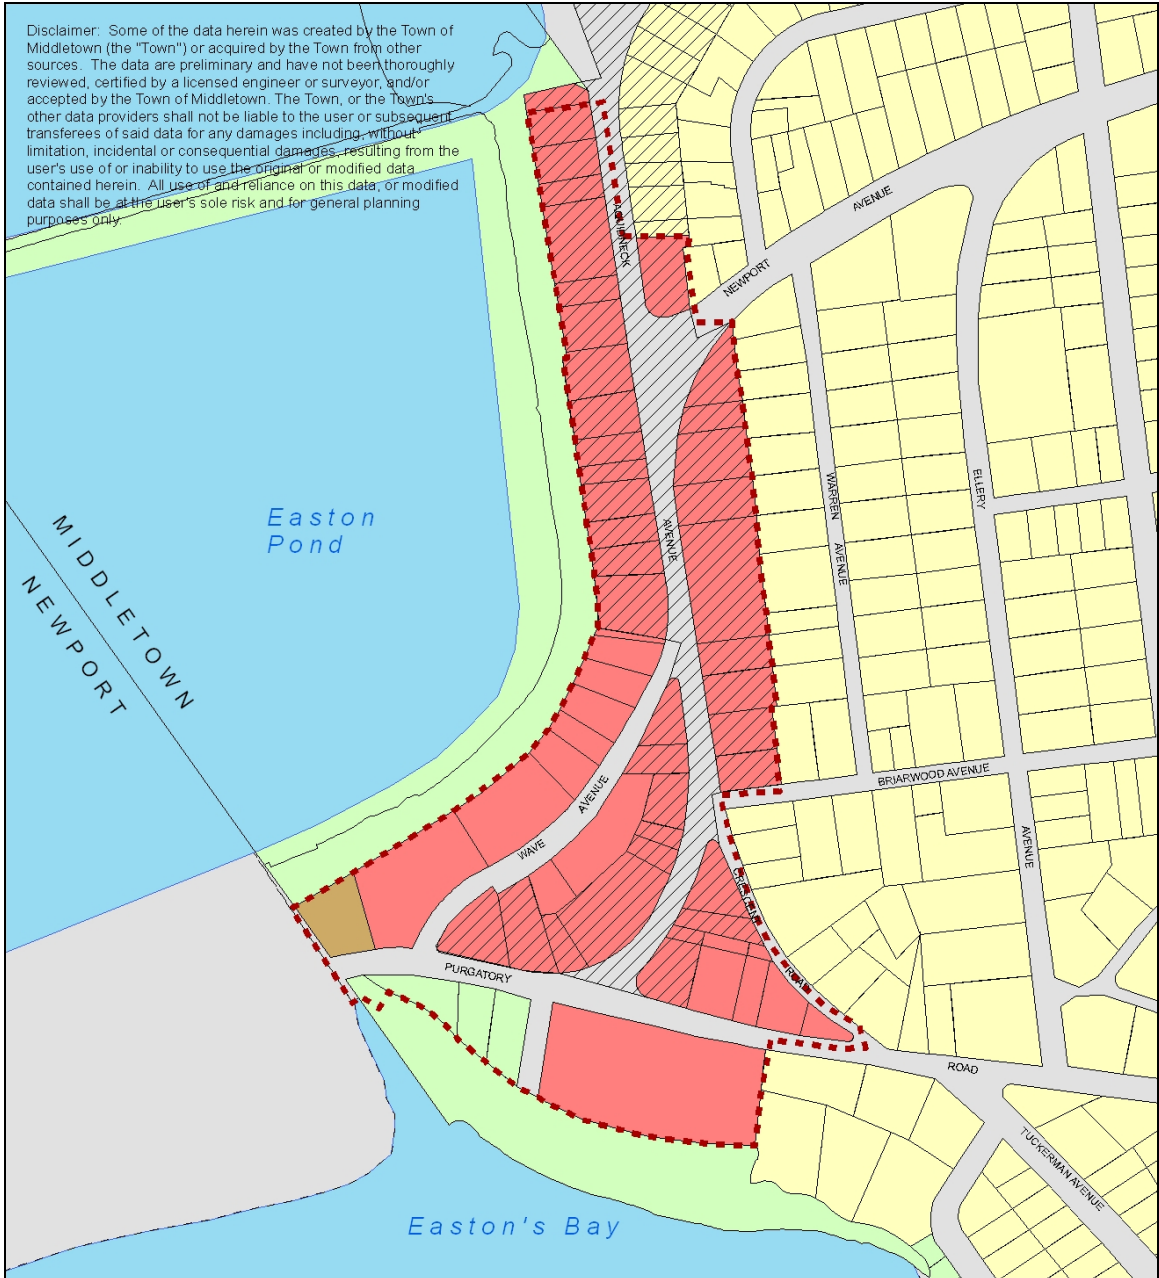 Disclaimer: Some of the data herein was created by the Town of
Middletown (the "Town") or acquired by the Town from other
sources. The data are preliminary and have not been thoroughly
reviewed, certified by a licensed engineer or surveyor, and/or
accepted by the Town of Middletown. The Town, or the Town's
other data providers shall not be liable to the user or subsequent
transferees of said data for any damages including, without
limitation, incidental or consequential damages, resulting from the
user's use of or inability to use the original or modified data
contained herein. All use of and reliance on this data, or modified
data shall be at the user's sole risk and for general planning
purposes only.
AVENUE
NEWPORT
AQUIDNECK
AVENUE
WARREN
AVENUE
ELLERY
AVENUE
Easton
Pond
MIDDLETOWN
NEWPORT
BRIARWOOD AVENUE
WAVE
AVENUE
CRESCENT
ROAD
PURGATORY
ROAD
TUCKERMAN AVENUE
Easton's Bay